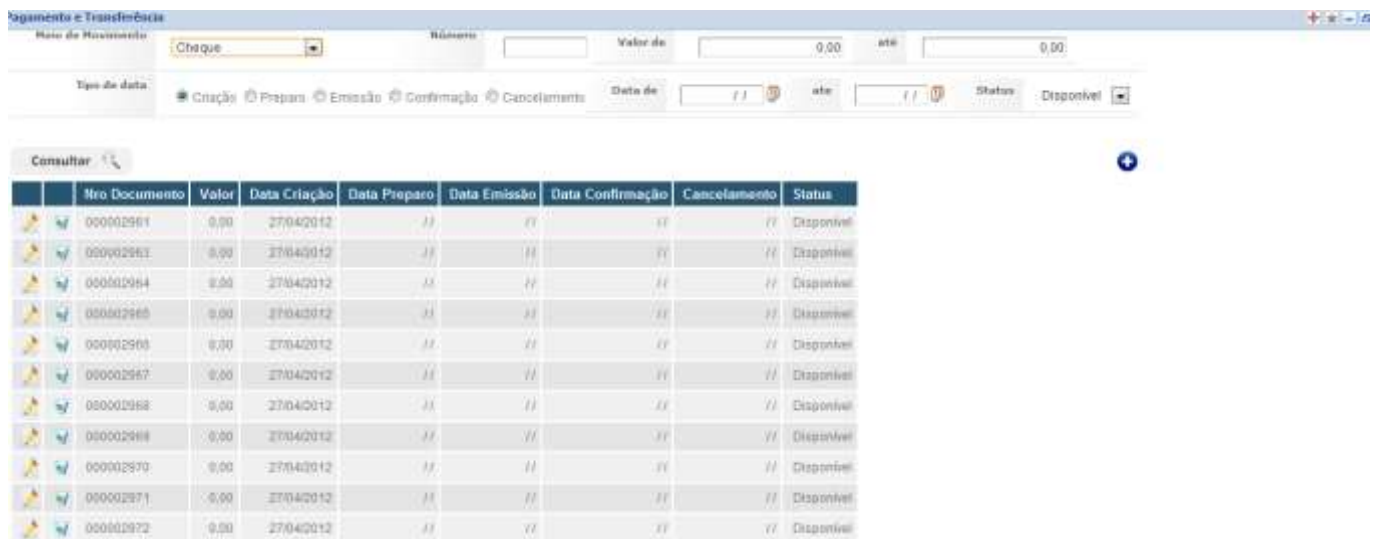 Pagamento e Transferência
Meio de Movimento Cheque Número Valor de 0,00 até 0,00
Tipo de data Criação Preparo Emissão Confirmação Cancelamento Data de / / ate / / Status Disponível
Consultar
Nro Documento Valor Data Criação Data Preparo Data Emissão Data Confirmação Cancelamento Status
000002961 0,00 27/04/2012 / / / / / / / / Disponível
000002963 0,00 27/04/2012 / / / / / / / / Disponível
000002964 0,00 27/04/2012 / / / / / / / / Disponível
000002965 0,00 27/04/2012 / / / / / / / / Disponível
000002966 0,00 27/04/2012 / / / / / / / / Disponível
000002967 0,00 27/04/2012 / / / / / / / / Disponível
000002968 0,00 27/04/2012 / / / / / / / / Disponível
000002969 0,00 27/04/2012 / / / / / / / / Disponível
000002970 0,00 27/04/2012 / / / / / / / / Disponível
000002971 0,00 27/04/2012 / / / / / / / / Disponível
000002972 0,00 27/04/2012 / / / / / / / / Disponível